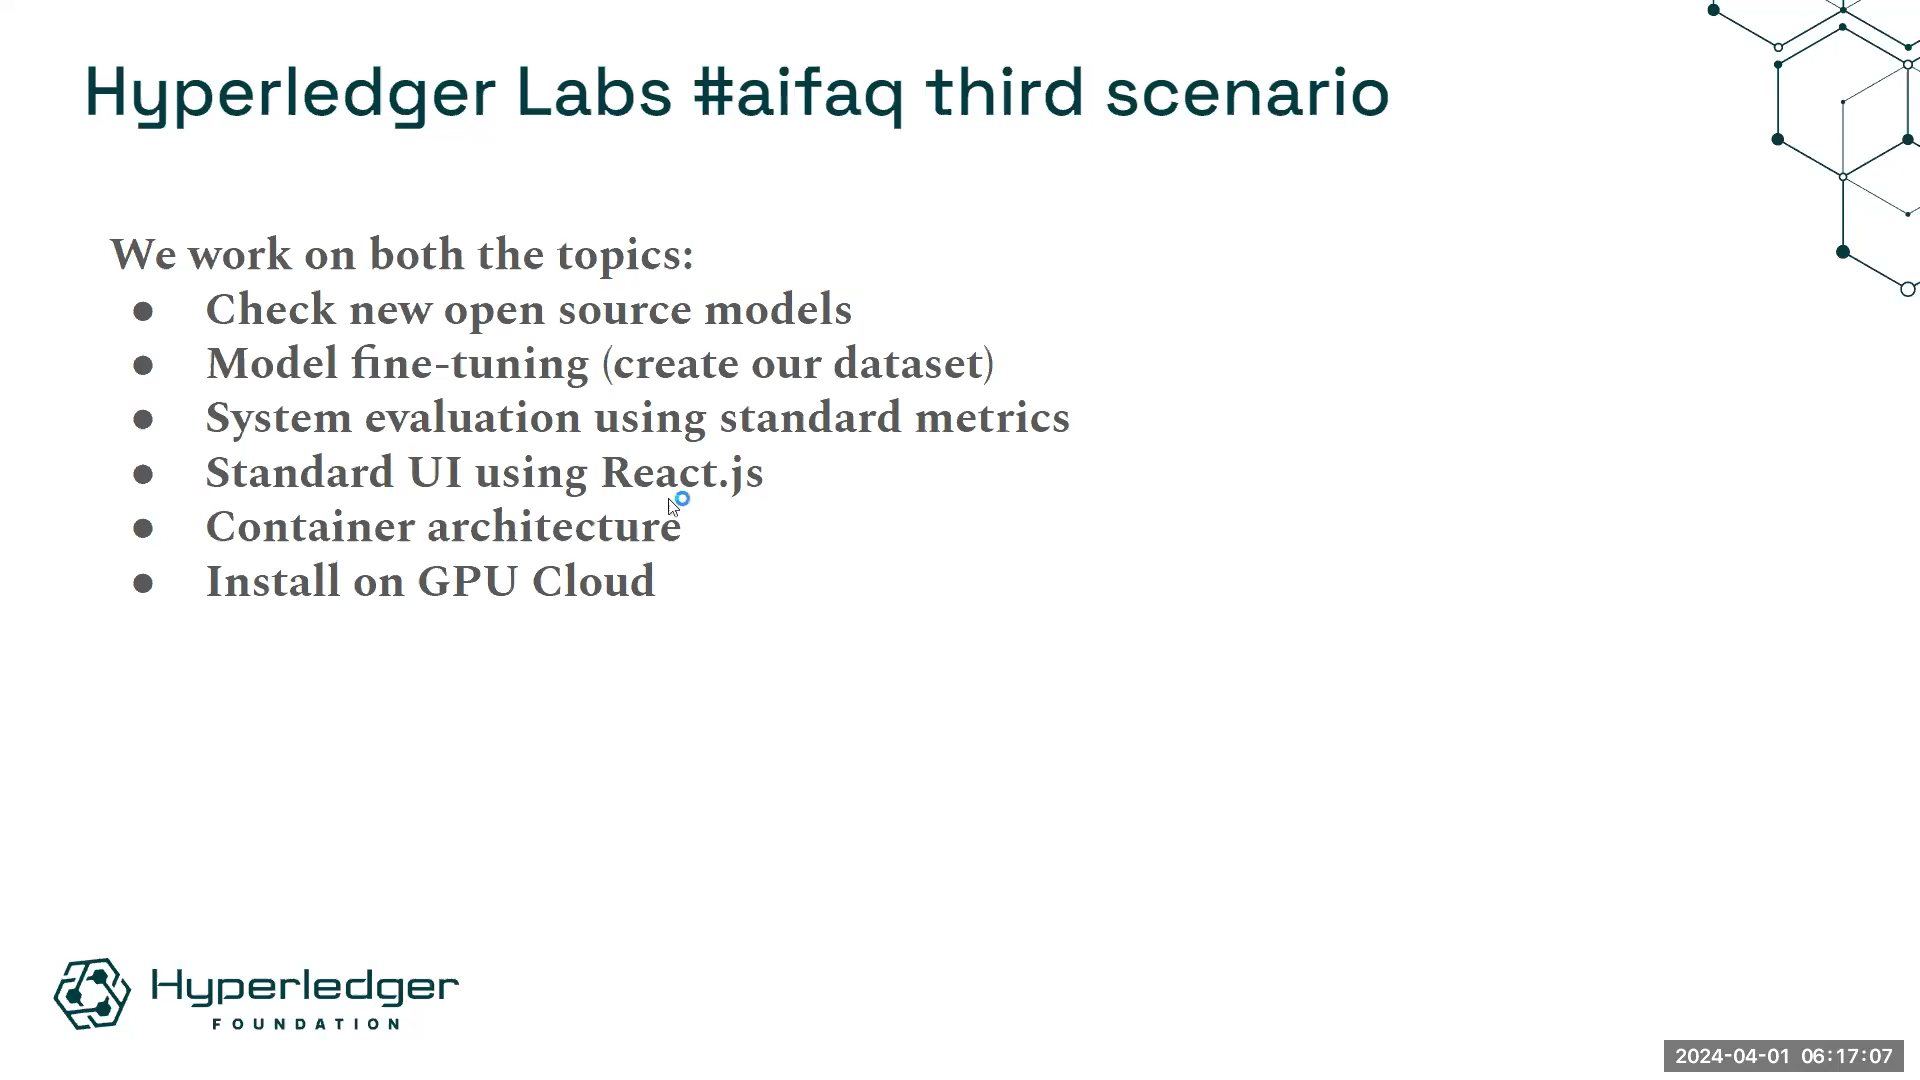 Hyperledger Labs #aifaq third scenario
We work on both the topics:
● Check new open source models
● Model fine-tuning (create our dataset)
● System evaluation using standard metrics
● Standard UI using React.js
● Container architecture
● Install on GPU Cloud
Hyperledger
FOUNDATION
2024-04-01 06:17:07